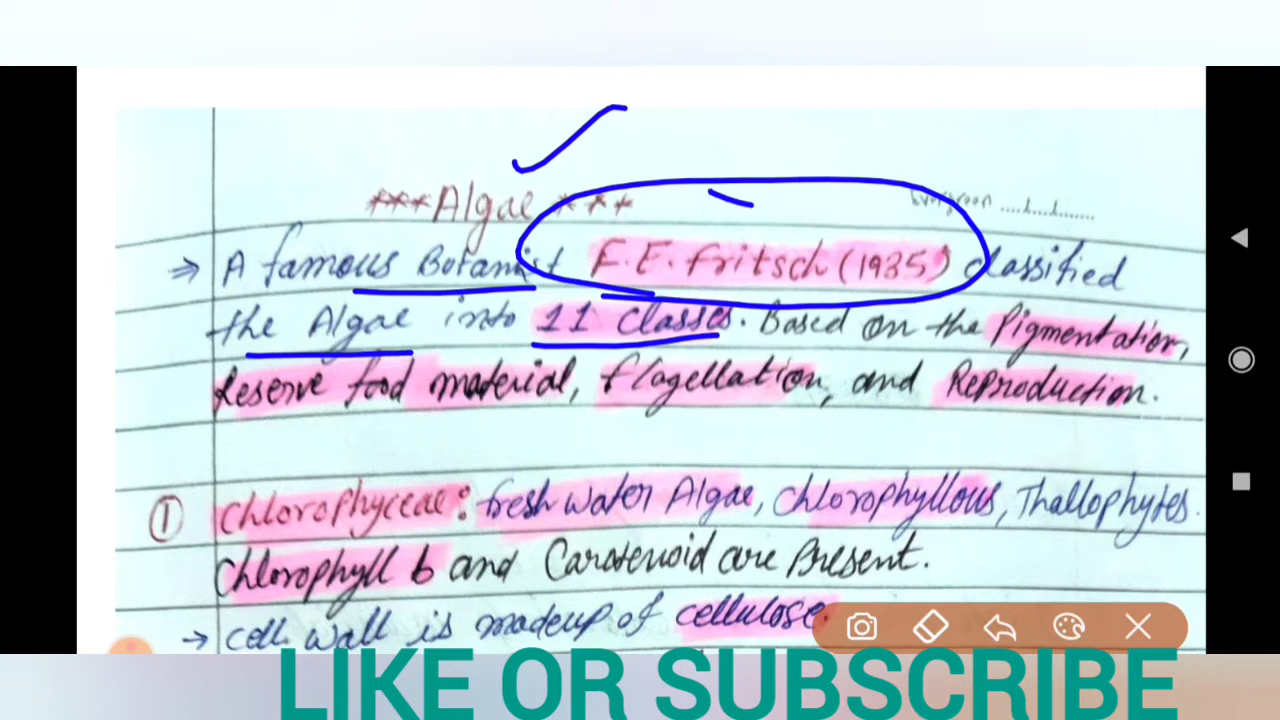 ***Algae ***
⇒ A famous Botanist F.E. fritsch (1935) classified
the Algae into 11 classes. Based on the Pigmentation,
Reserve food material, flagellation, and Reproduction.
① Chlorophyceae: fresh water Algae, Chlorophyllous, Thallophytes.
Chlorophyll b and Carotenoid are Present.
→ cell wall is madeup of cellulose.
LIKE OR SUBSCRIBE